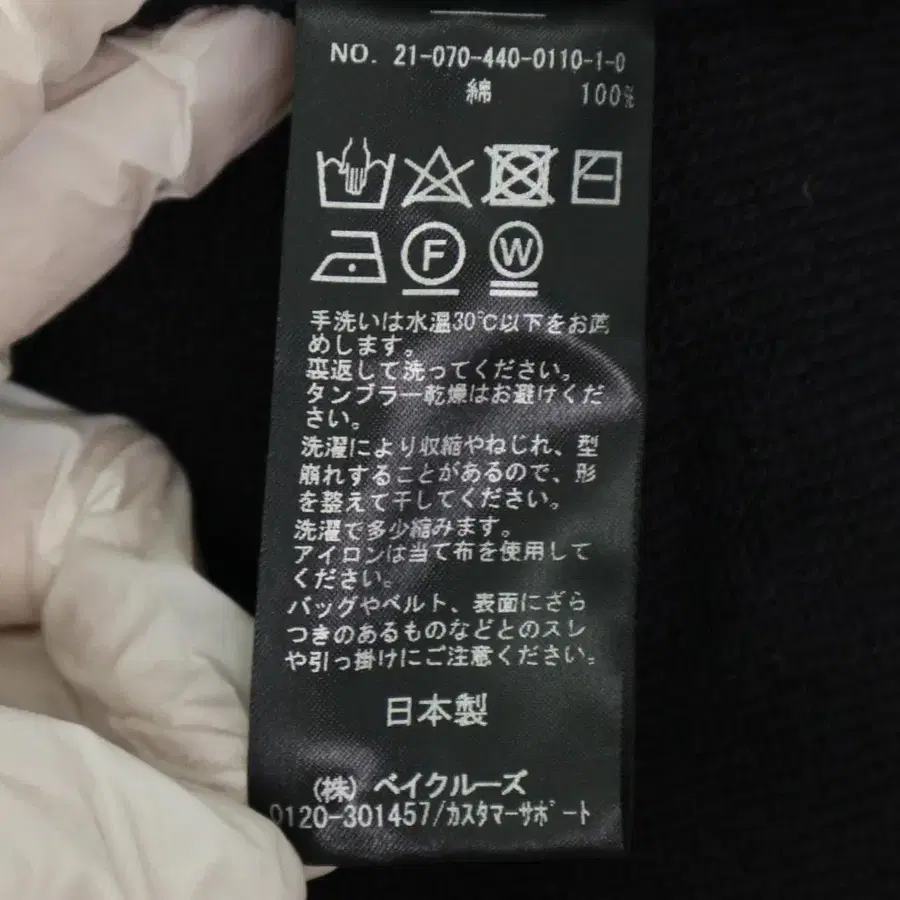 NO. 21-070-440-0110-1-0
綿 100%
F W
手洗いは水温30℃以下をお薦
めします。
裏返して洗ってください。
タンブラー乾燥はお避けくだ
さい。
洗濯により収縮やねじれ、型
崩れすることがあるので、形
を整えて干してください。
洗濯で多少縮みます。
アイロンは当て布を使用して
ください。
バッグやベルト、表面にざら
つきのあるものなどとのスレ
や引っ掛けにご注意ください。
日本製
(株) ベイクルーズ
0120-301457/カスタマーサポート